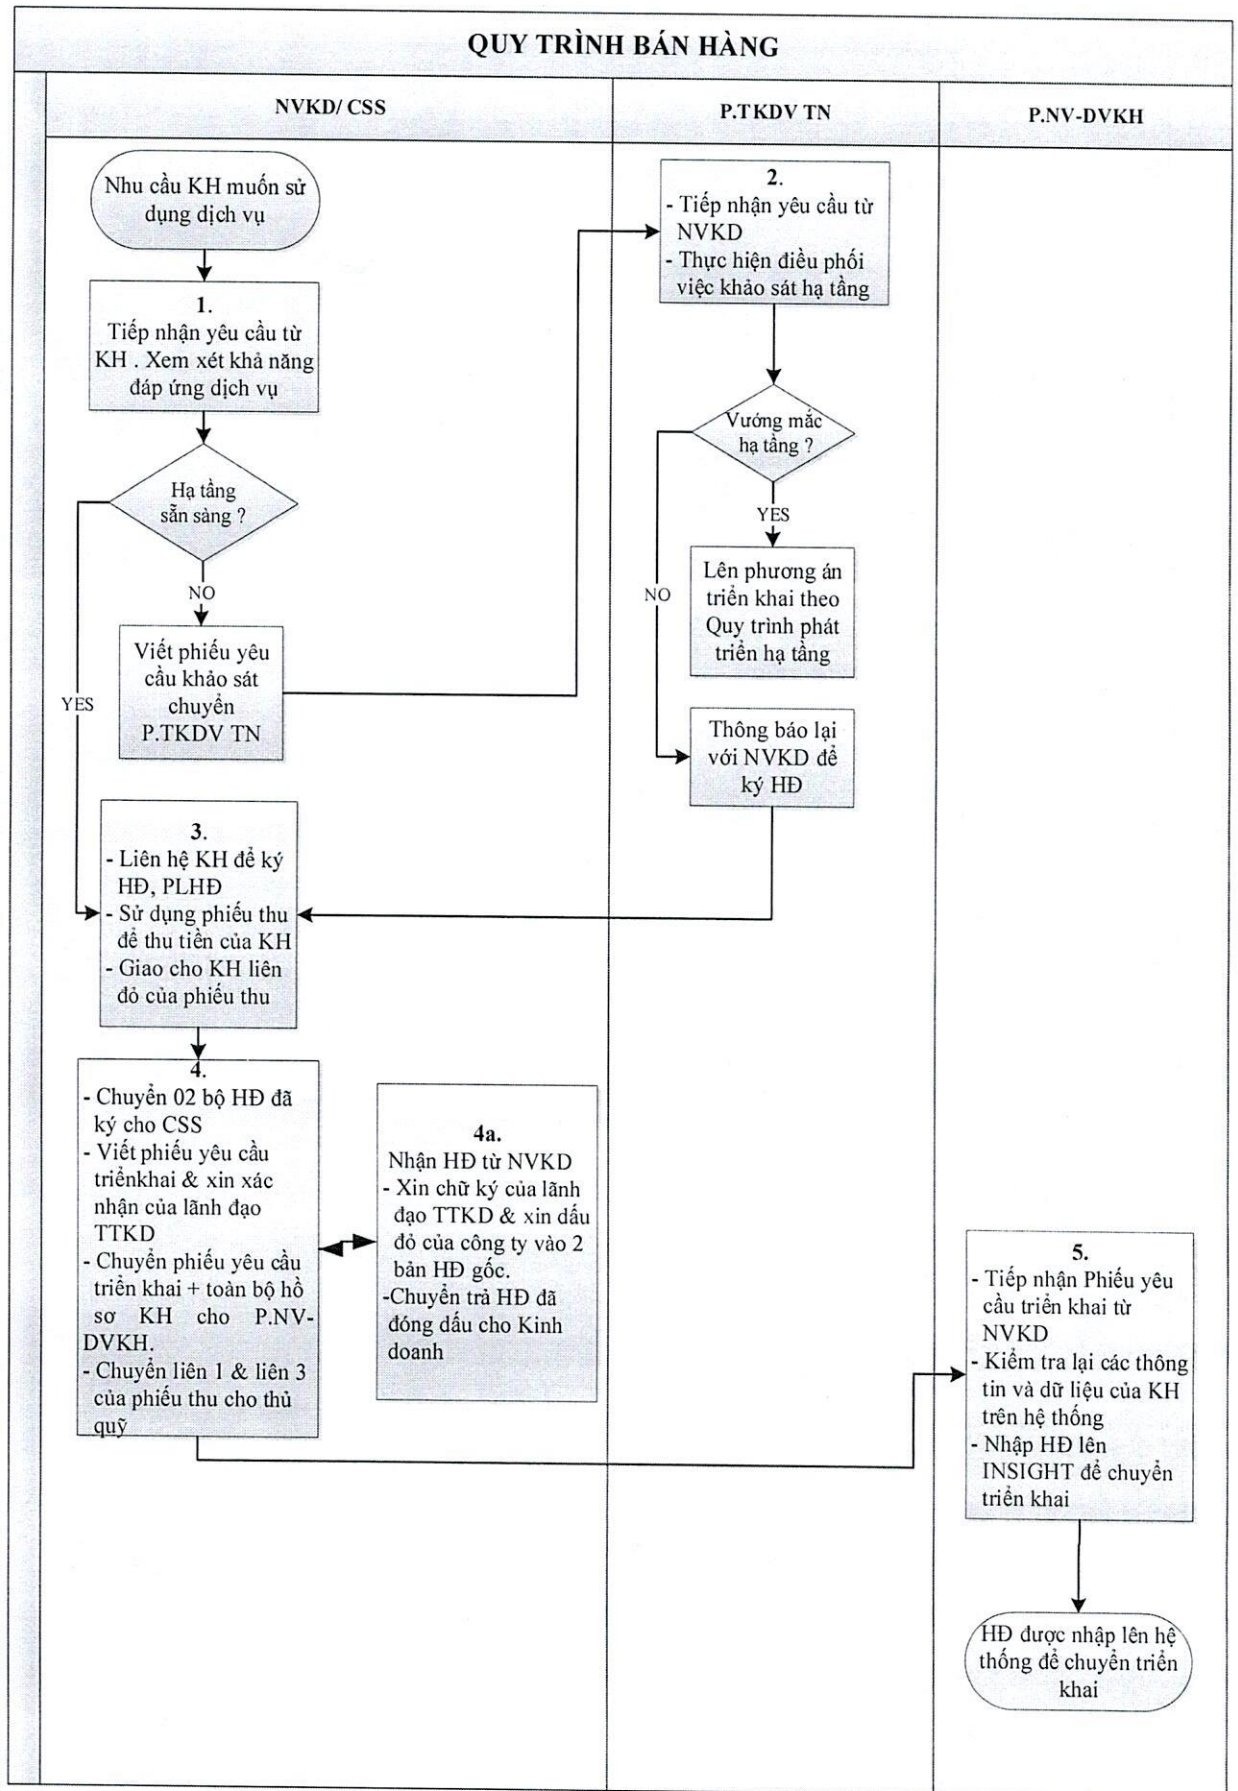 QUY TRÌNH BÁN HÀNG
NVKD/ CSS
P.TKDV TN
P.NV-DVKH
Nhu cầu KH muốn sử
dụng dịch vụ
1.
Tiếp nhận yêu cầu từ
KH . Xem xét khả năng
đáp ứng dịch vụ
Hạ tầng
sẵn sàng ?
NO
YES
Viết phiếu yêu
cầu khảo sát
chuyển
P.TKDV TN
2.
- Tiếp nhận yêu cầu từ
NVKD
- Thực hiện điều phối
việc khảo sát hạ tầng
Vướng mắc
hạ tầng ?
YES
NO
Lên phương án
triển khai theo
Quy trình phát
triển hạ tầng
Thông báo lại
với NVKD để
ký HĐ
3.
- Liên hệ KH để ký
HĐ, PLHĐ
- Sử dụng phiếu thu
để thu tiền của KH
- Giao cho KH liên
đỏ của phiếu thu
4.
- Chuyển 02 bộ HĐ đã
ký cho CSS
- Viết phiếu yêu cầu
triểnkhai & xin xác
nhận của lãnh đạo
TTKD
- Chuyển phiếu yêu cầu
triển khai + toàn bộ hồ
sơ KH cho P.NV-
DVKH.
- Chuyển liên 1 & liên 3
của phiếu thu cho thủ
quỹ
4a.
Nhận HĐ từ NVKD
- Xin chữ ký của lãnh
đạo TTKD & xin dấu
đỏ của công ty vào 2
bản HĐ gốc.
-Chuyển trả HĐ đã
đóng dấu cho Kinh
doanh
5.
- Tiếp nhận Phiếu yêu
cầu triển khai từ
NVKD
- Kiểm tra lại các thông
tin và dữ liệu của KH
trên hệ thống
- Nhập HĐ lên
INSIGHT để chuyển
triển khai
HĐ được nhập lên hệ
thống để chuyển triển
khai